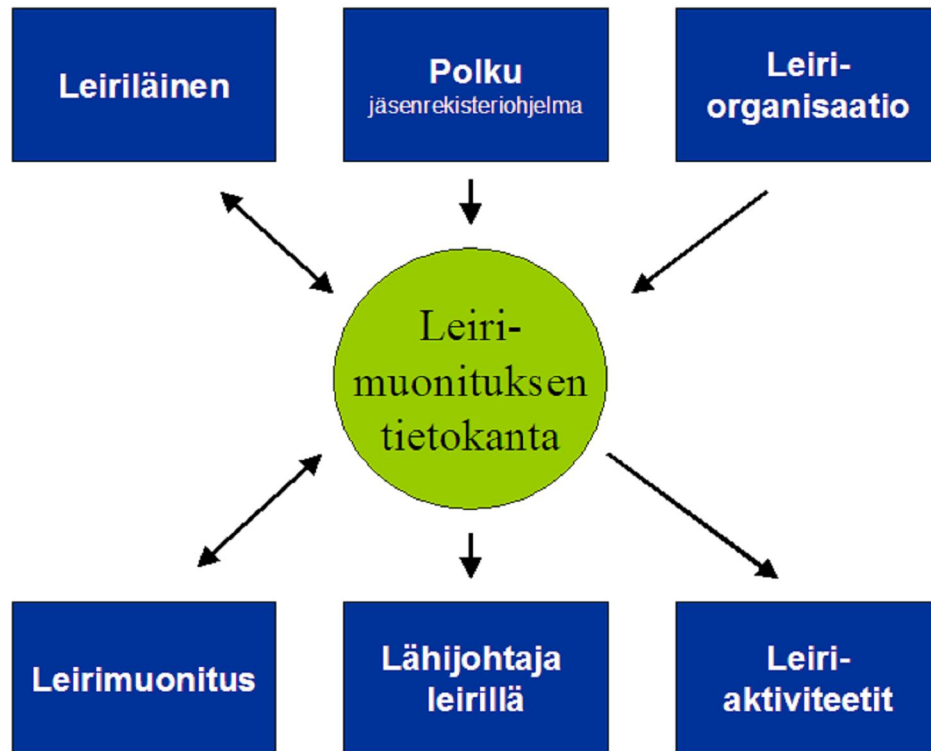 Leiriläinen
Polku
jäsenrekisteriohjelma
Leiri-
organisaatio
Leiri-
muonituksen
tietokanta
Leirimuonitus
Lähijohtaja
leirillä
Leiri-
aktiviteetit